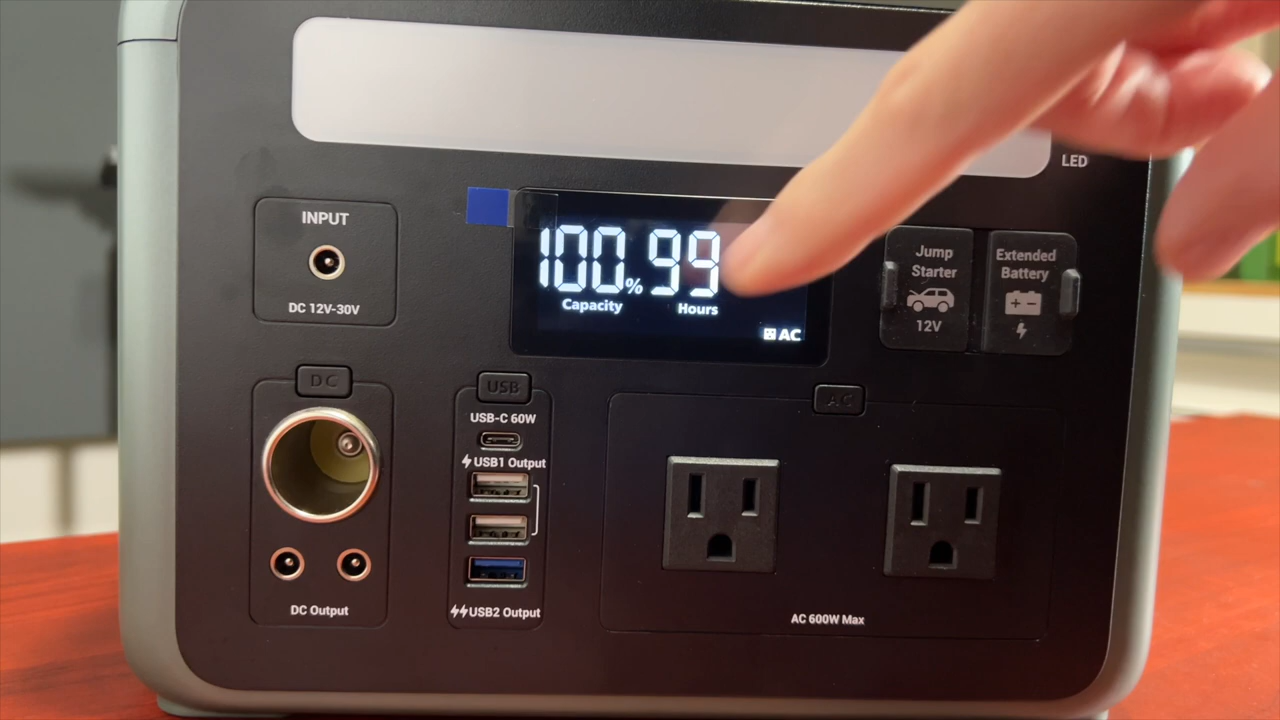 LED
INPUT
DC 12V-30V
100% 99
Capacity Hours
AC
Jump
Starter
12V
Extended
Battery
DC
DC Output
USB
USB-C 60W
USB1 Output
USB2 Output
AC
AC 600W Max